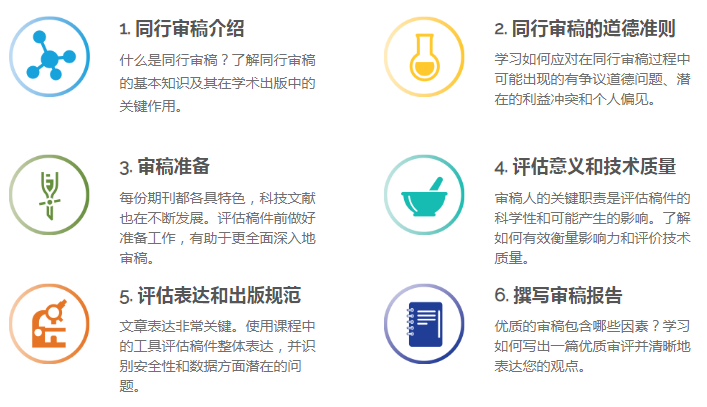 1. 同行审稿介绍
什么是同行审稿？了解同行审稿
的基本知识及其在学术出版中的
关键作用。
2. 同行审稿的道德准则
学习如何应对在同行审稿过程中
可能出现的有争议道德问题、潜
在的利益冲突和个人偏见。
3. 审稿准备
每份期刊都各具特色，科技文献
也在不断发展。评估稿件前做好
准备工作，有助于更全面深入地
审稿。
4. 评估意义和技术质量
审稿人的关键职责是评估稿件的
科学性和可能产生的影响。了解
如何有效衡量影响力和评价技术
质量。
5. 评估表达和出版规范
文章表达非常关键。使用课程中
的工具评估稿件整体表达，并识
别安全性和数据方面潜在的问
题。
6. 撰写审稿报告
优质的审稿包含哪些因素？学习
如何写出一篇优质审评并清晰地
表达您的观点。